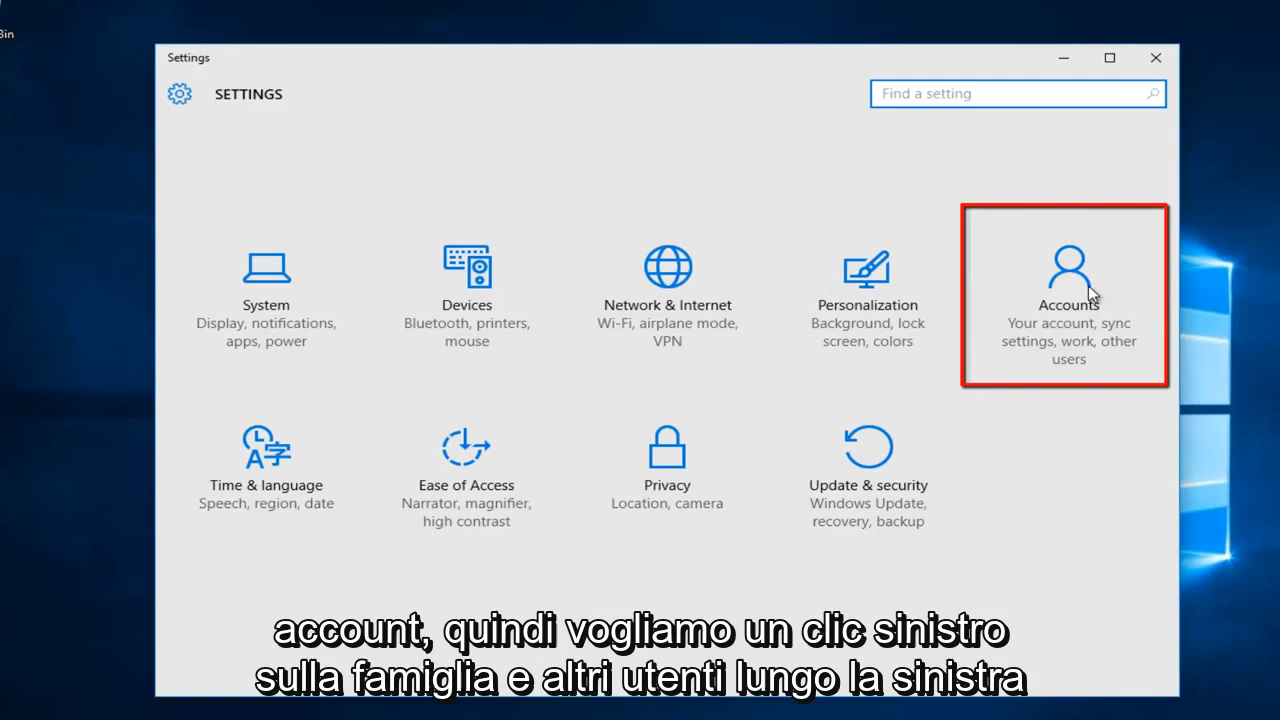 Bin
Settings
SETTINGS
Find a setting
System
Display, notifications,
apps, power
Devices
Bluetooth, printers,
mouse
Network & Internet
Wi-Fi, airplane mode,
VPN
Personalization
Background, lock
screen, colors
Accounts
Your account, sync
settings, work, other
users
Time & language
Speech, region, date
Ease of Access
Narrator, magnifier,
high contrast
Privacy
Location, camera
Update & security
Windows Update,
recovery, backup
account, quindi vogliamo un clic sinistro
sulla famiglia e altri utenti lungo la sinistra